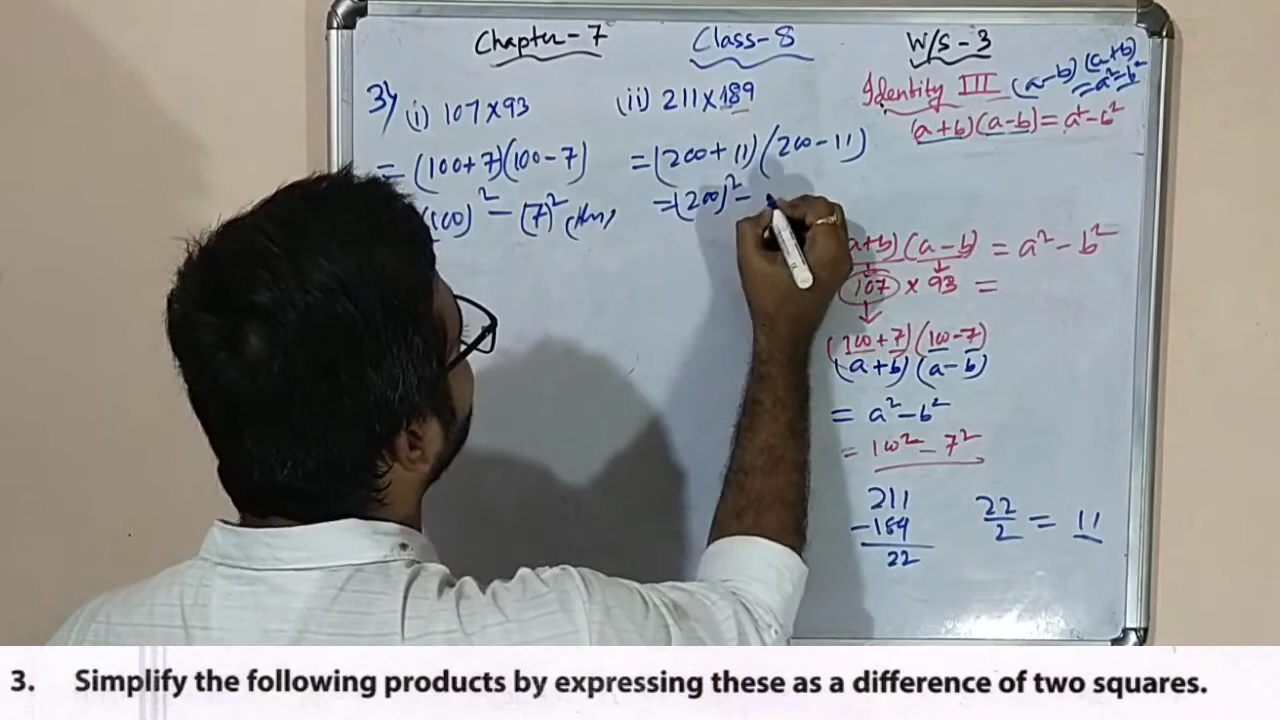 Chapter-7 Class-8 W/S-3
3) (i) 107×93 (ii) 211×189
= (100+7)(100-7) = (200+11)(200-11)
(100)² - (7)² (Ans) =(200)² -
Identity III (a-b)(a+b)
= a²-b²
(a+b)(a-b) = a²-b²
a+b)(a-b) = a²-b²
107 × 93 =
(100+7)(100-7)
(a+b)(a-b)
= a²-b²
= 100²-7²
211
-189
22
22/2 = 11
3. Simplify the following products by expressing these as a difference of two squares.